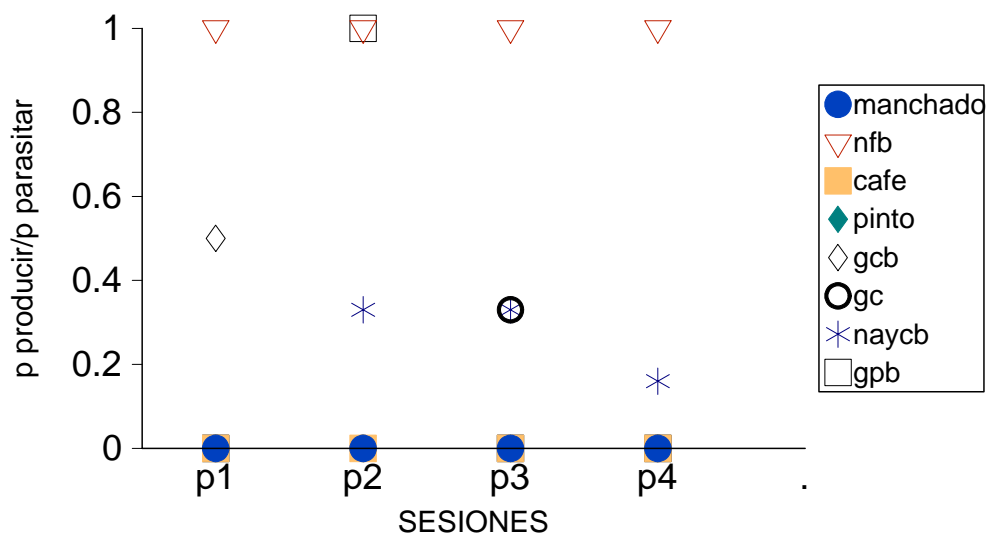 p producir/p parasitar
1
0.8
0.6
0.4
0.2
0
p1 p2 p3 p4 .
SESIONES
manchado
nfb
cafe
pinto
gcb
gc
naycb
gpb